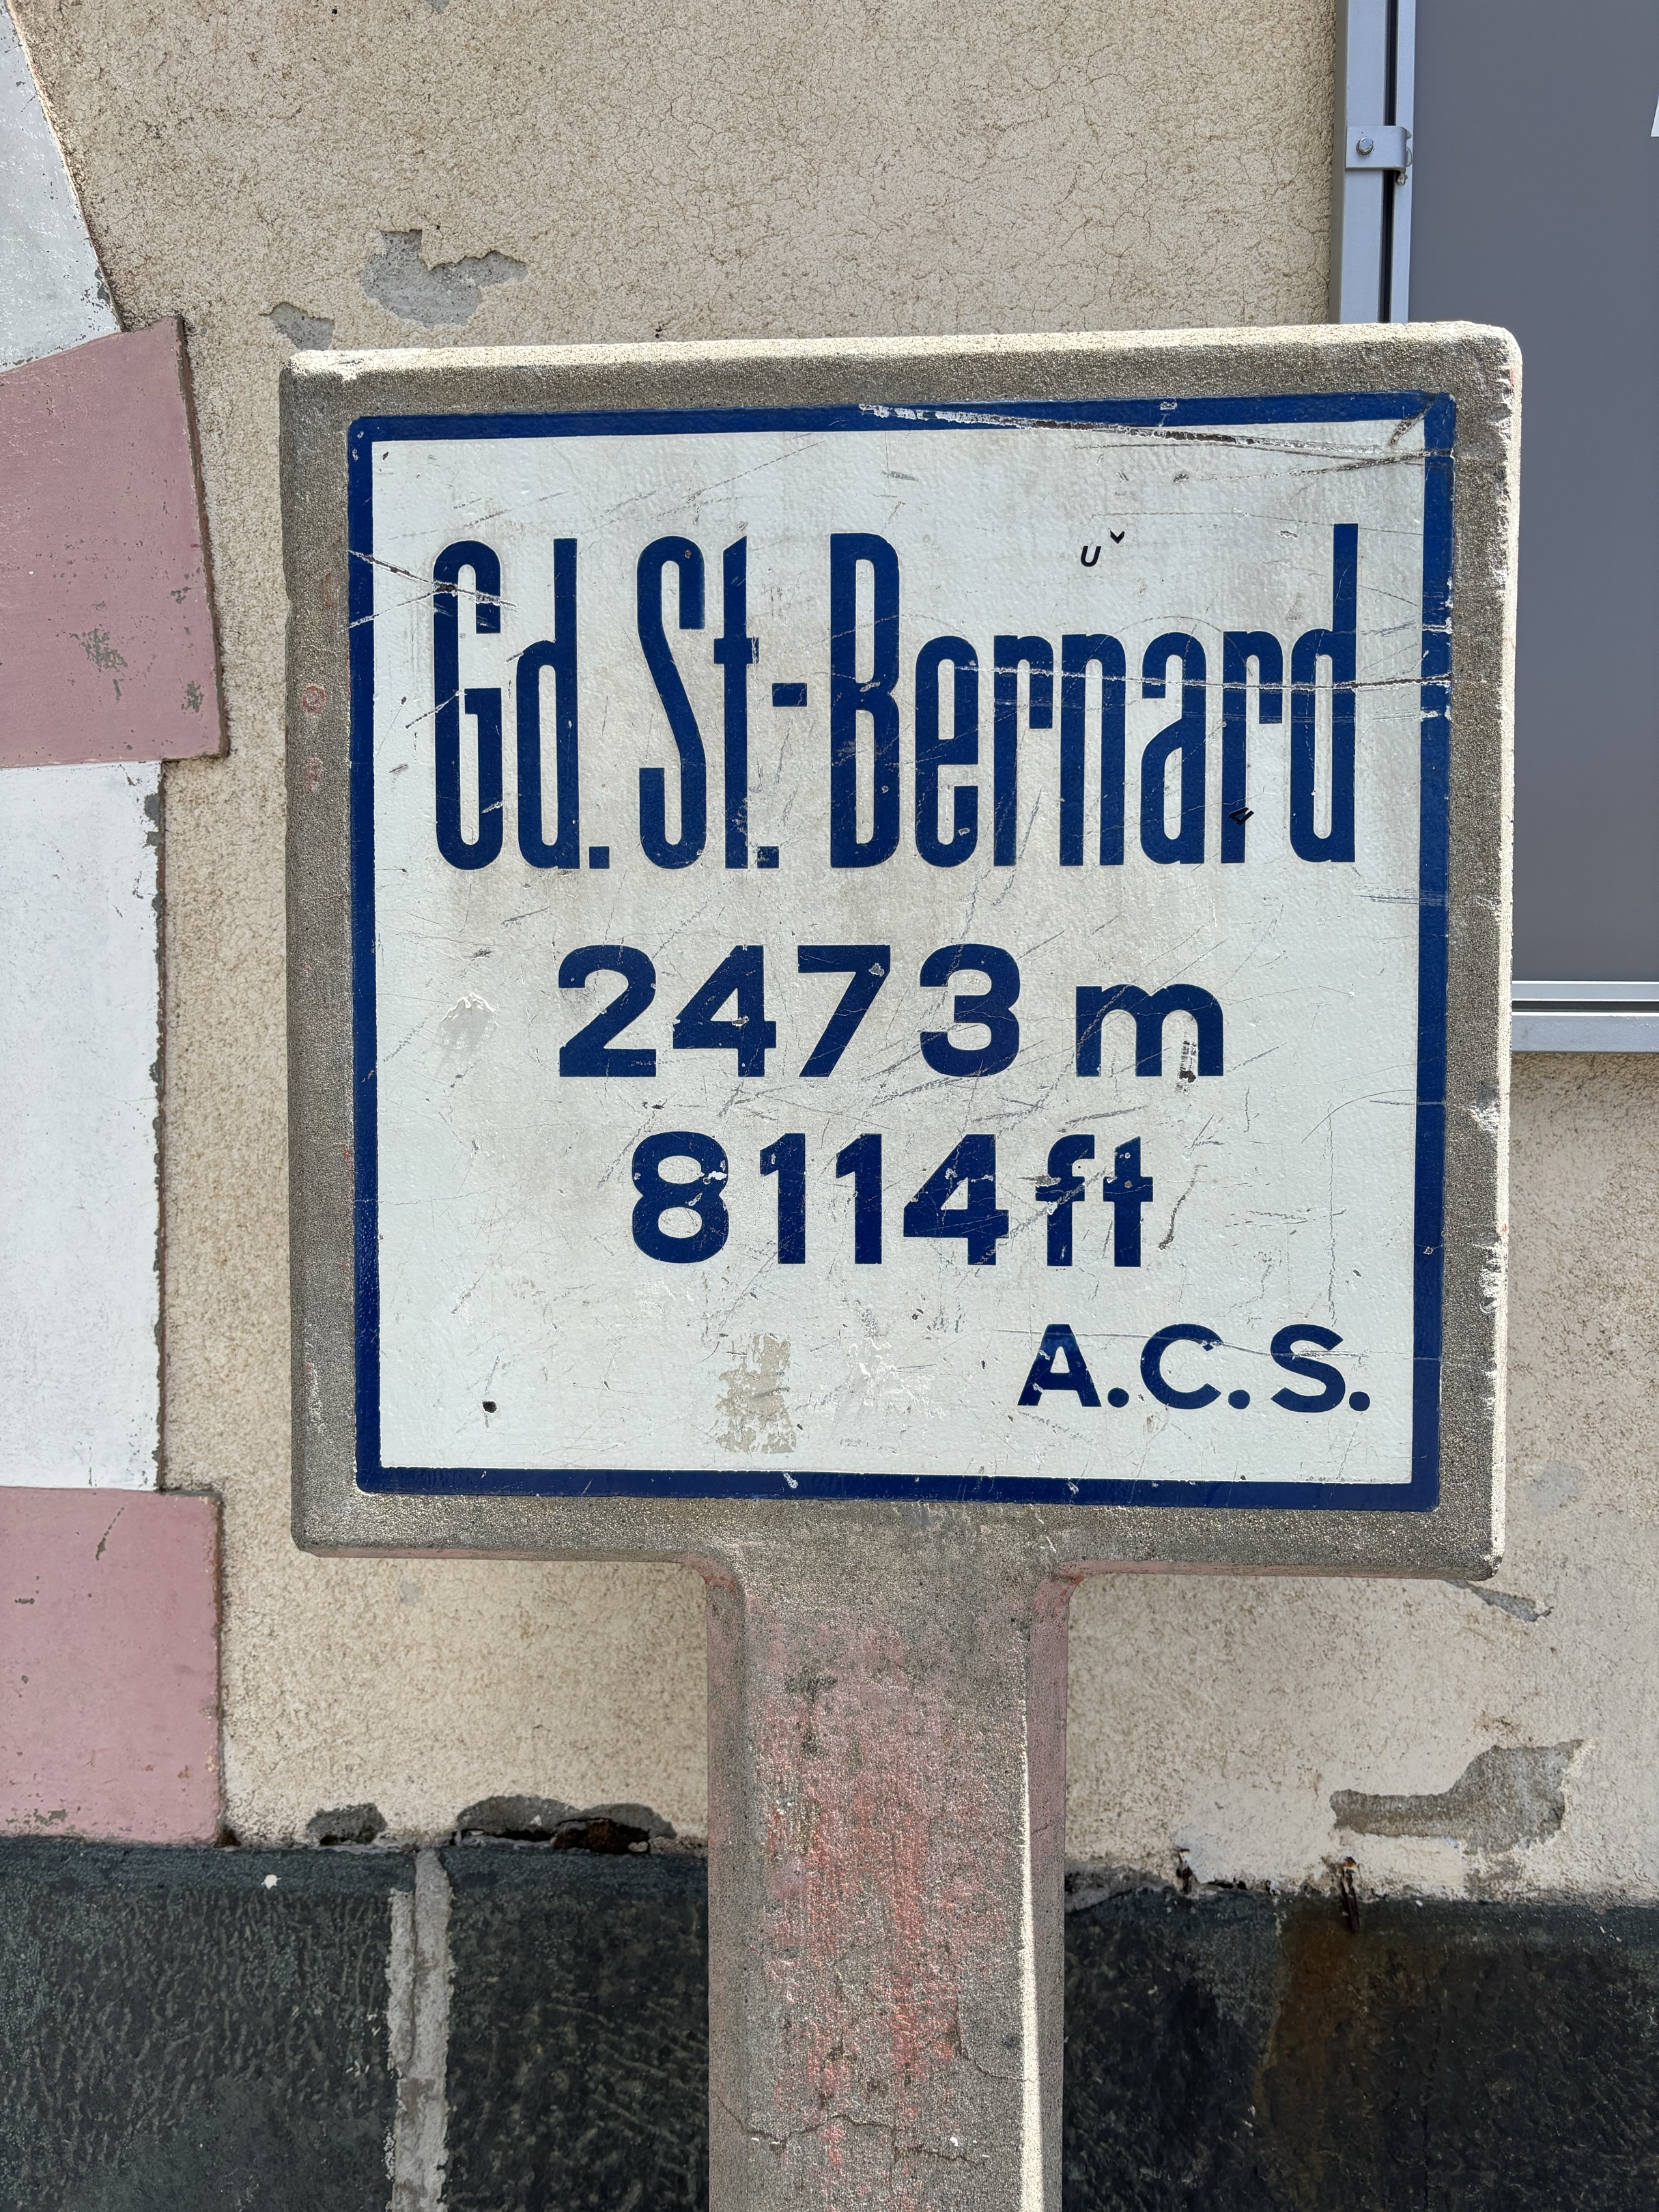 Gd. St.-Bernard
2473 m
8114 ft
A.C.S.